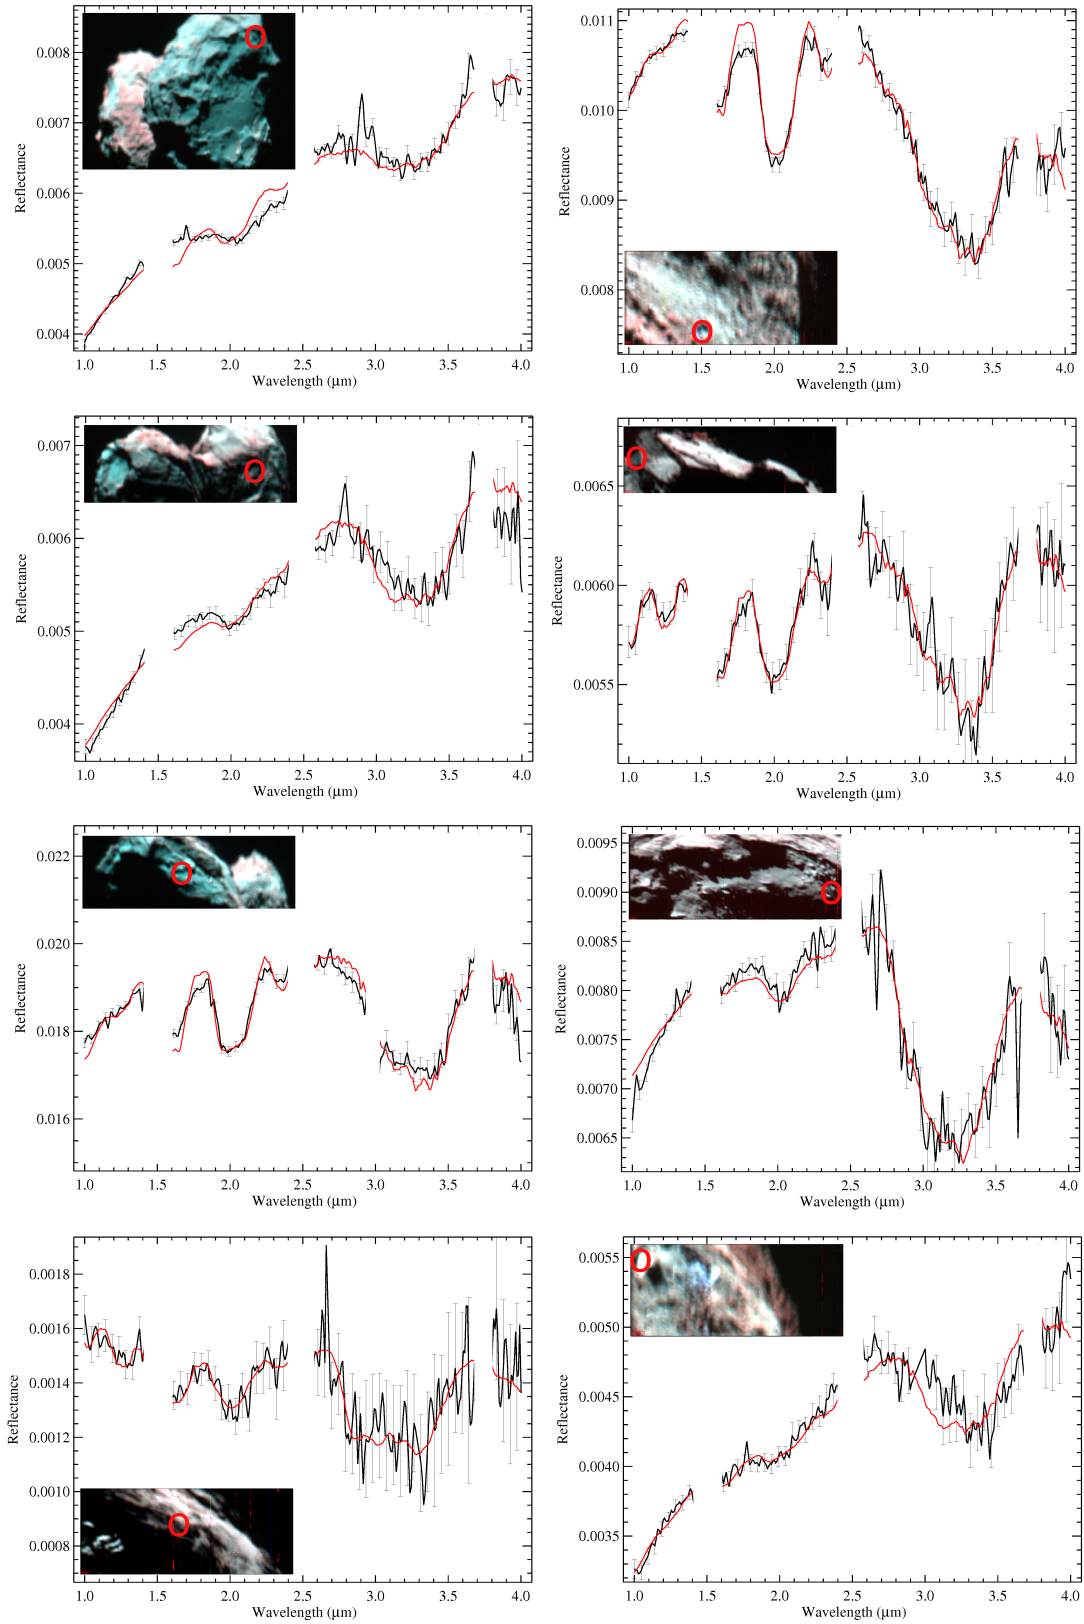 0.008
0.007
0.006
0.005
0.004
Reflectance
1.0 1.5 2.0 2.5 3.0 3.5 4.0
Wavelength (μm)
0.011
0.010
0.009
0.008
Reflectance
1.0 1.5 2.0 2.5 3.0 3.5 4.0
Wavelength (μm)
0.007
0.006
0.005
0.004
Reflectance
1.0 1.5 2.0 2.5 3.0 3.5 4.0
Wavelength (μm)
0.0065
0.0060
0.0055
Reflectance
1.0 1.5 2.0 2.5 3.0 3.5 4.0
Wavelength (μm)
0.022
0.020
0.018
0.016
Reflectance
1.0 1.5 2.0 2.5 3.0 3.5 4.0
Wavelength (μm)
0.0095
0.0090
0.0085
0.0080
0.0075
0.0070
0.0065
Reflectance
1.0 1.5 2.0 2.5 3.0 3.5 4.0
Wavelength (μm)
0.0018
0.0016
0.0014
0.0012
0.0010
0.0008
Reflectance
1.0 1.5 2.0 2.5 3.0 3.5 4.0
Wavelength (μm)
0.0055
0.0050
0.0045
0.0040
0.0035
Reflectance
1.0 1.5 2.0 2.5 3.0 3.5 4.0
Wavelength (μm)